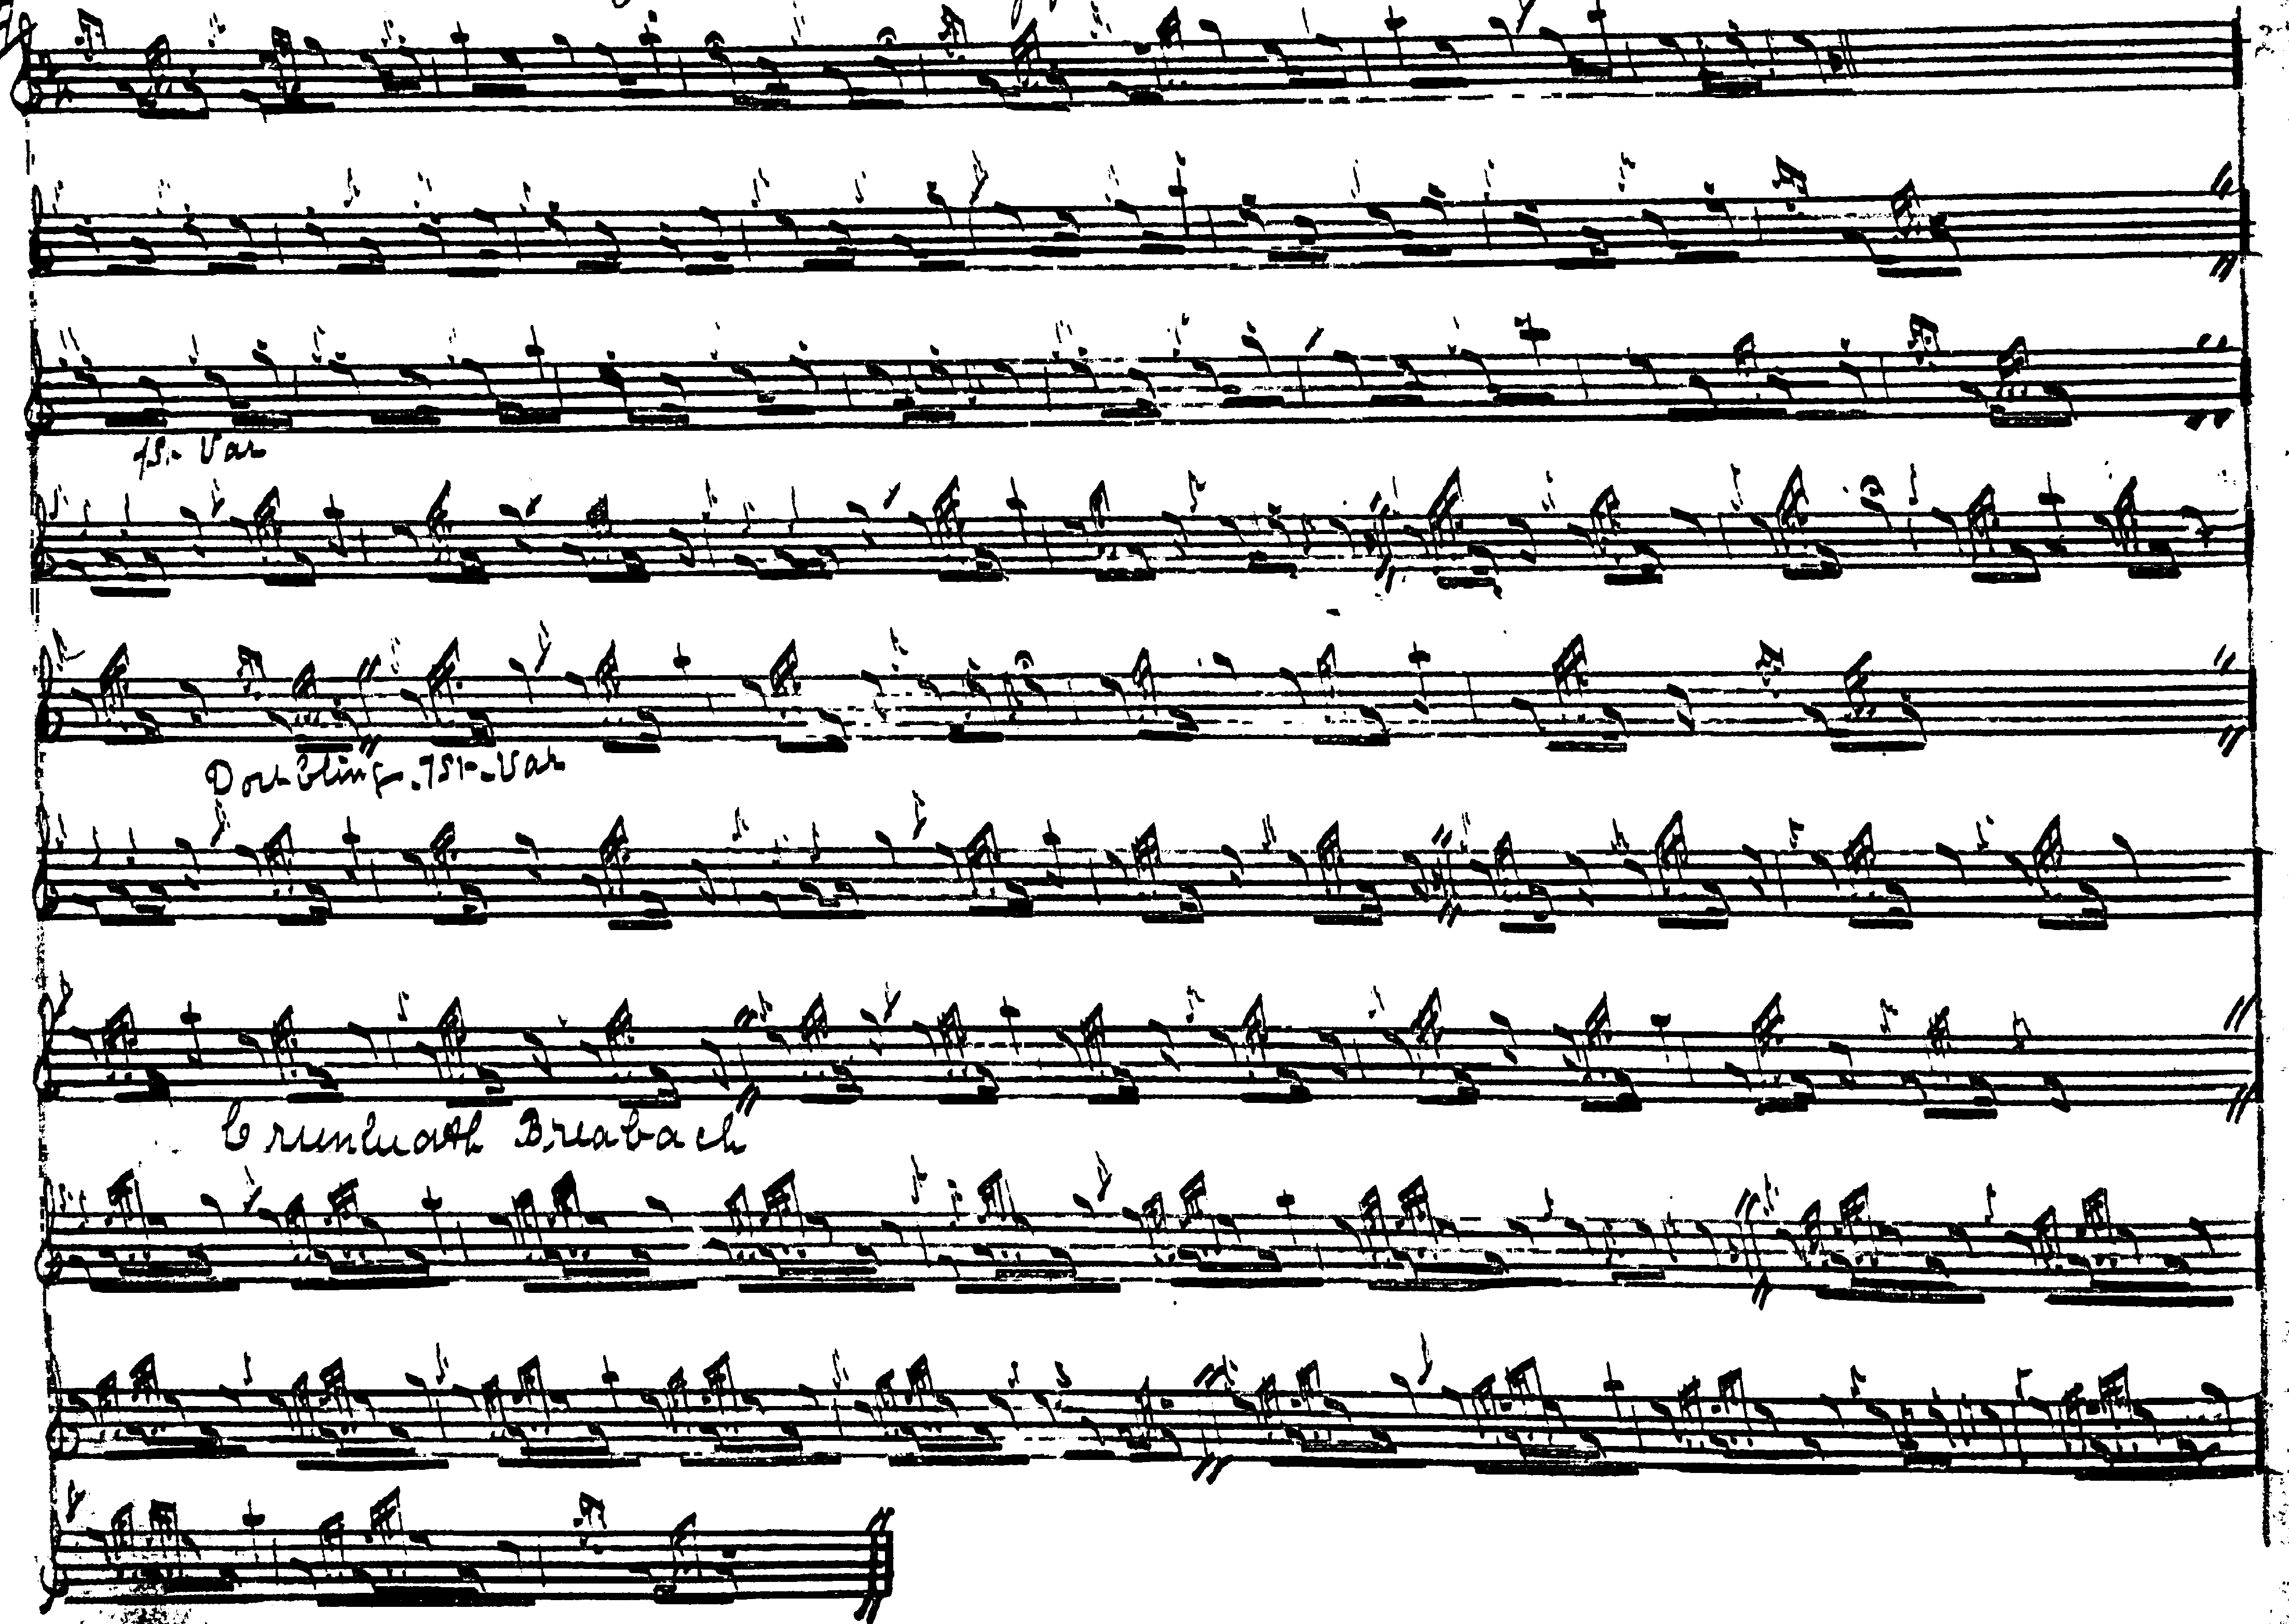 1st Var
Doubling. 1st Var
Crunluath Breabach